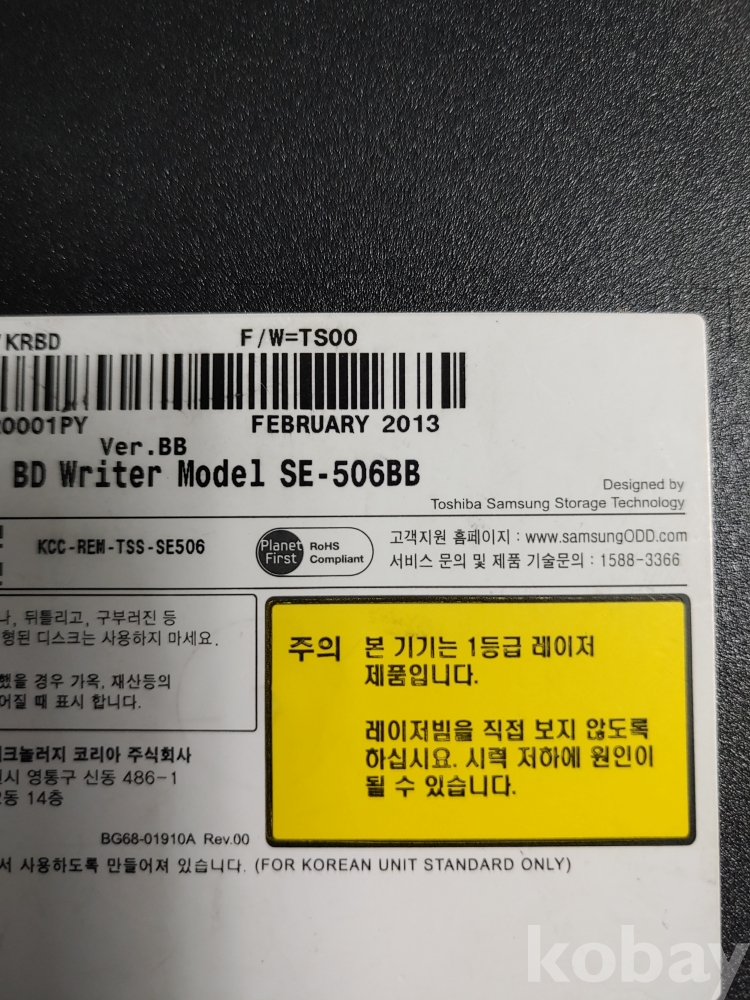 /KRBD F/W=TS00
0001PY FEBRUARY 2013
Ver.BB
BD Writer Model SE-506BB
Designed by
Toshiba Samsung Storage Technology
KCC-REM-TSS-SE506
Planet First
RoHS Compliant
고객지원 홈페이지 : www.samsungODD.com
서비스 문의 및 제품 기술문의 : 1588-3366
나, 뒤틀리고, 구부러진 등
형된 디스크는 사용하지 마세요.
했을 경우 가옥, 재산등의
어질 때 표시 합니다.
주의 본 기기는 1등급 레이저
제품입니다.
레이저빔을 직접 보지 않도록
하십시요. 시력 저하에 원인이
될 수 있습니다.
크놀러지 코리아 주식회사
시 영통구 신동 486-1
동 14층
BG68-01910A Rev.00
서 사용하도록 만들어져 있습니다. (FOR KOREAN UNIT STANDARD ONLY)
kobay